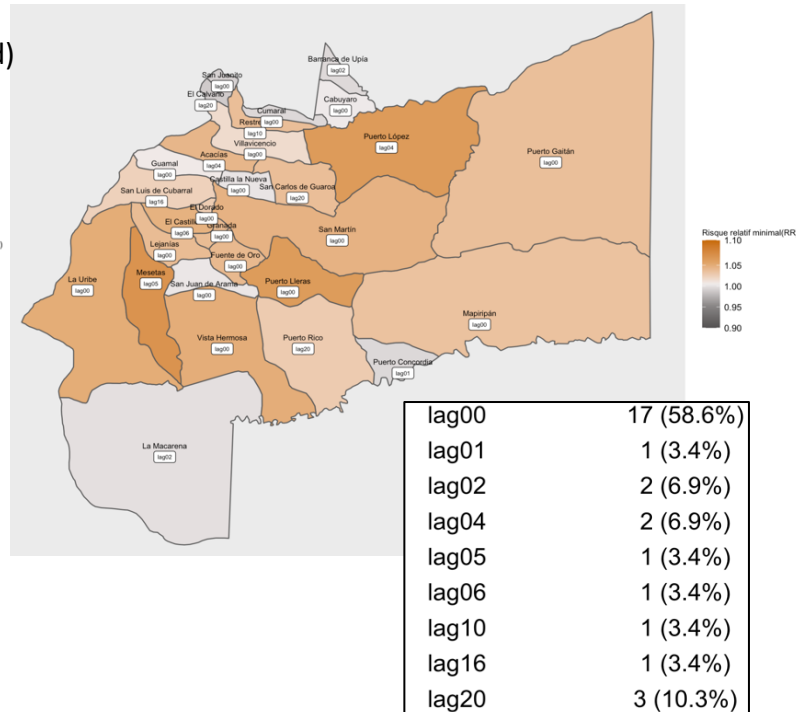 d)
Barranca de Upía
lag02
San Juanito
lag00
El Calvario
lag20
Cabuyaro
lag00
Cumaral
lag00
Restre
lag10
Villavicencio
lag00
Puerto López
lag04
Puerto Gaitán
lag00
Acacías
lag04
Guamal
lag00
Castilla la Nueva
lag00
San Carlos de Guaroa
lag20
San Luis de Cubarral
lag16
El Dorado
lag00
El Castill
lag06
Granada
lag00
San Martín
lag00
Lejanías
lag00
Fuente de Oro
lag00
La Uribe
lag00
Mesetas
lag05
San Juan de Arama
lag00
Puerto Lleras
lag00
Mapiripán
lag00
Vista Hermosa
lag00
Puerto Rico
lag20
Puerto Concordia
lag01
La Macarena
lag02
Risque relatif minimal(RR
1.10
1.05
1.00
0.95
0.90
lag00 17 (58.6%)
lag01 1 (3.4%)
lag02 2 (6.9%)
lag04 2 (6.9%)
lag05 1 (3.4%)
lag06 1 (3.4%)
lag10 1 (3.4%)
lag16 1 (3.4%)
lag20 3 (10.3%)